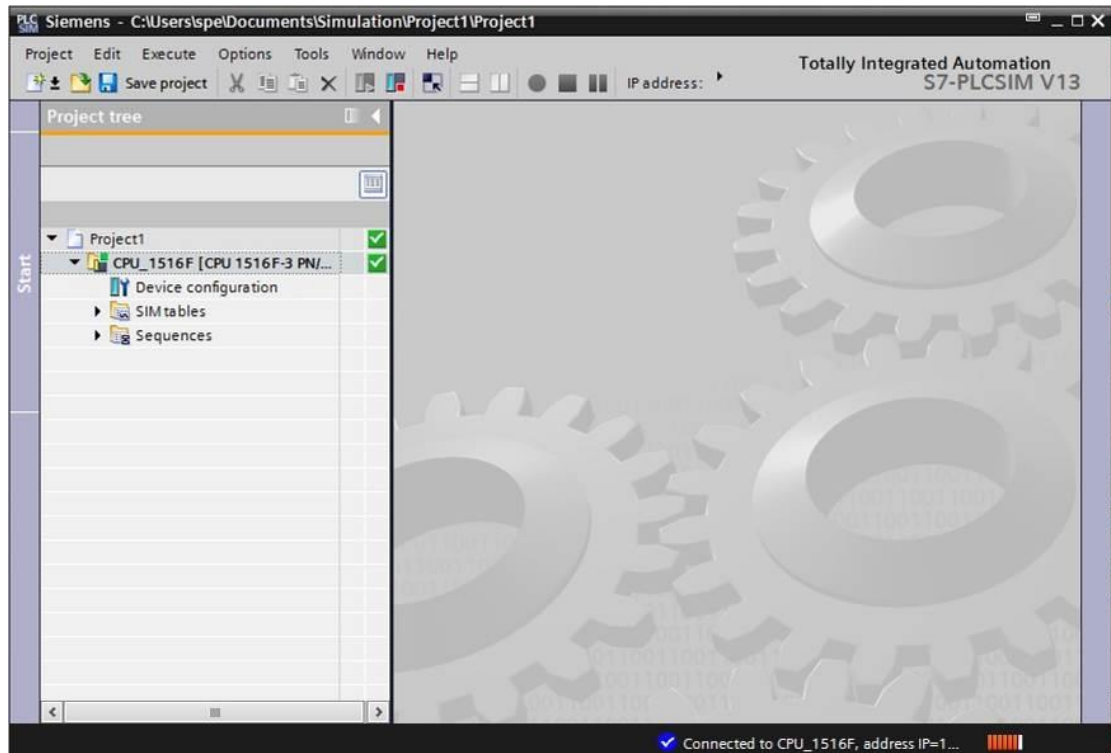 PLC SIM Siemens - C:\Users\spe\Documents\Simulation\Project1\Project1
Project Edit Execute Options Tools Window Help
Totally Integrated Automation
S7-PLCSIM V13
Save project
IP address:
Project tree
Start
Project1
CPU_1516F [CPU 1516F-3 PN/...
Device configuration
SIM tables
Sequences
Connected to CPU_1516F, address IP=1...